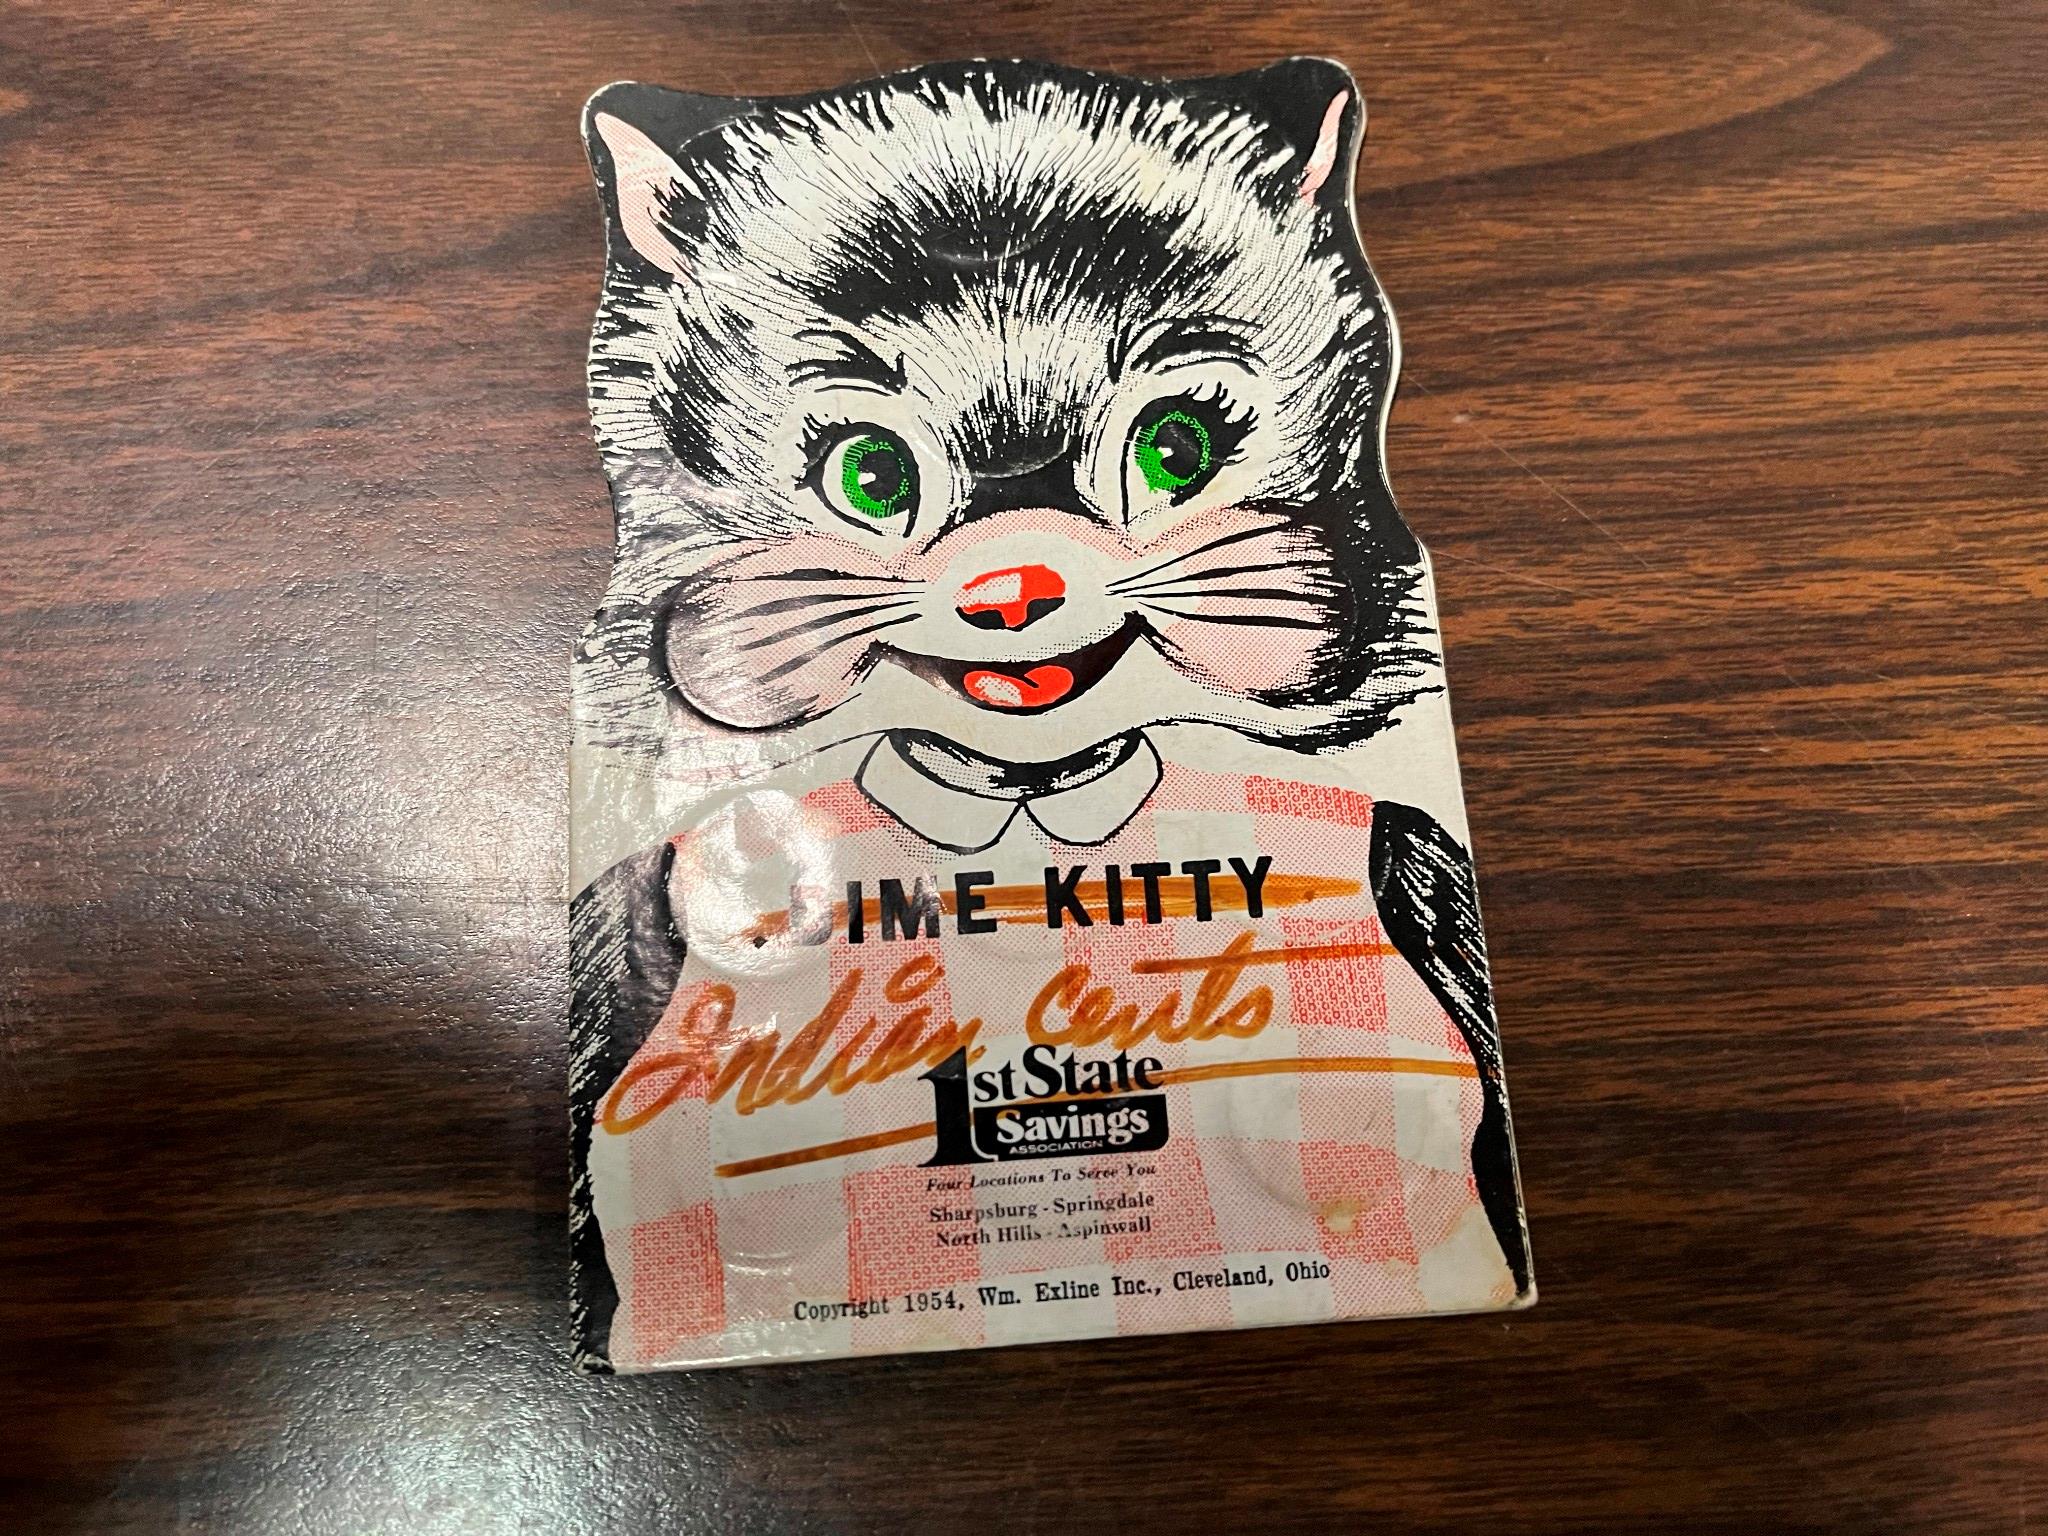 DIME KITTY
Indian Cents
1st State
Savings
ASSOCIATION
Four Locations To Serve You
Sharpsburg - Springdale
North Hills - Aspinwall
Copyright 1954, Wm. Exline Inc., Cleveland, Ohio